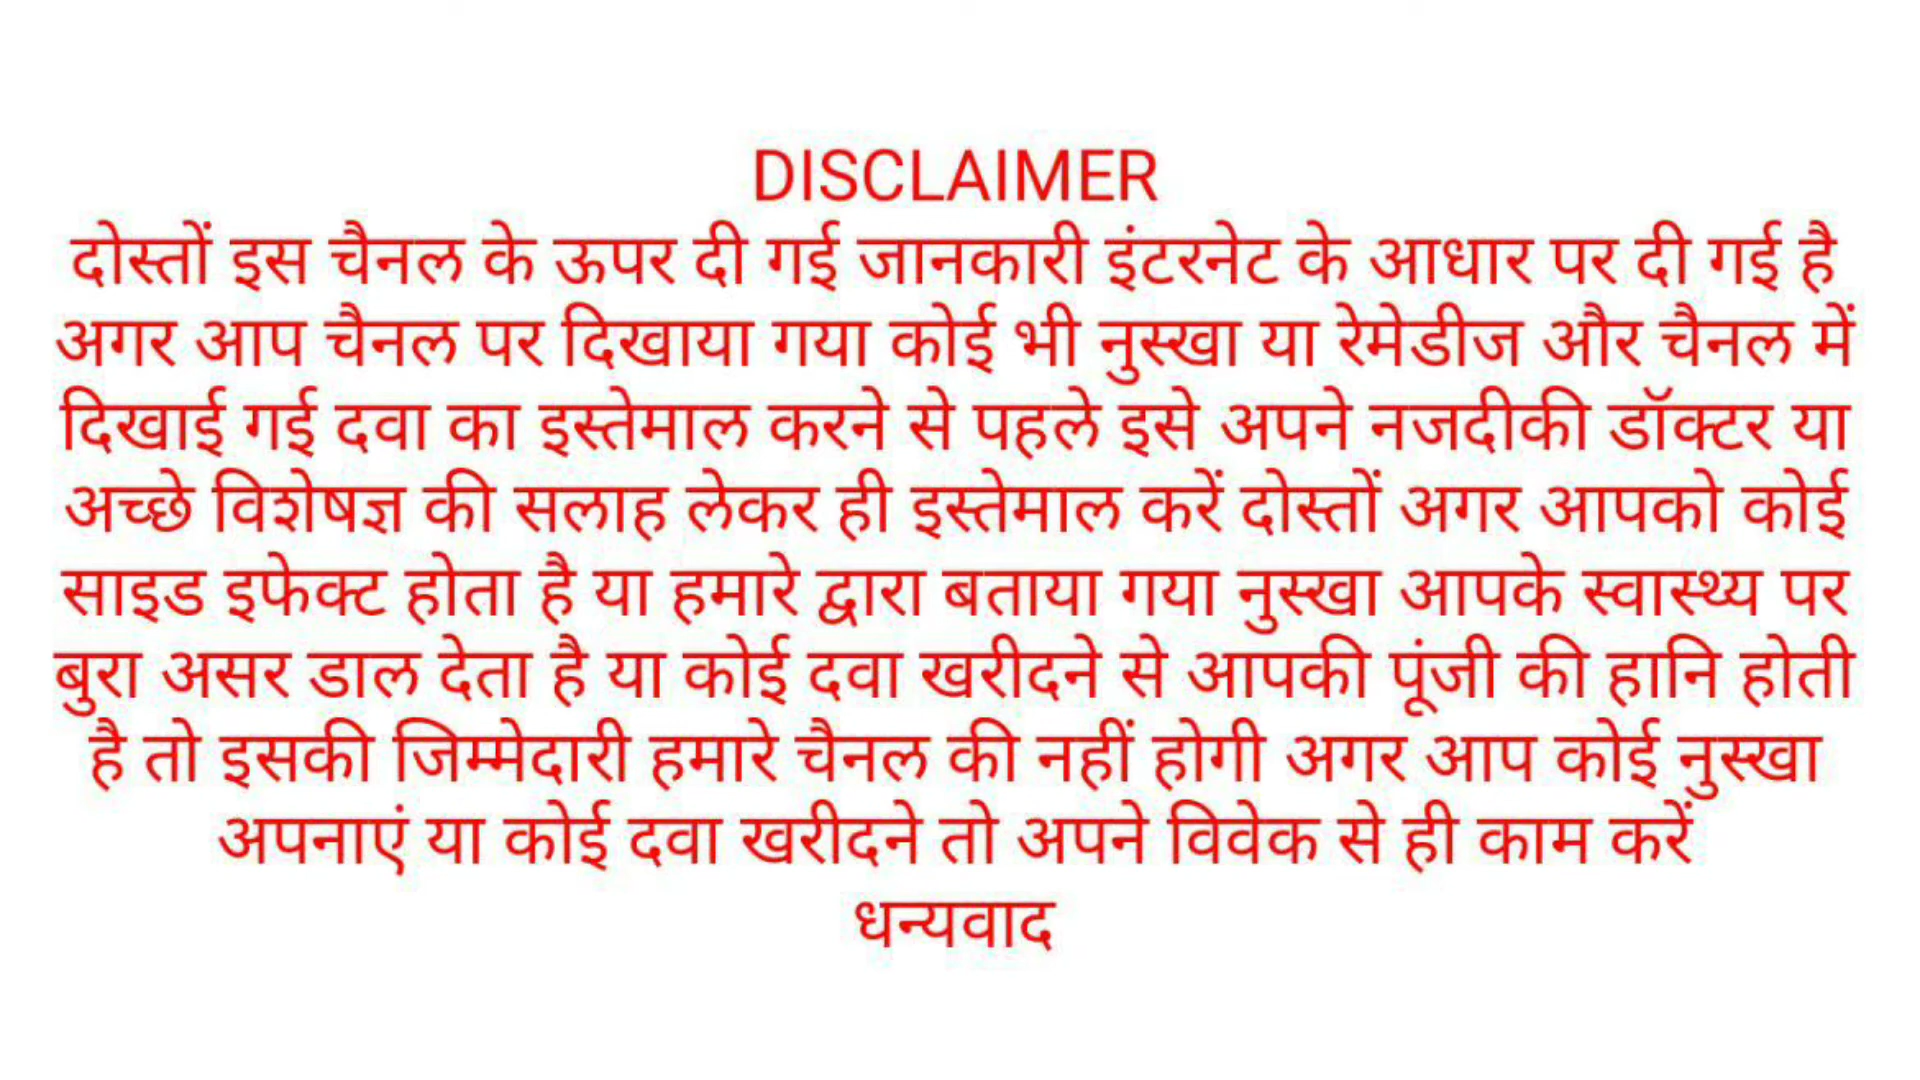 DISCLAIMER
दोस्तों इस चैनल के ऊपर दी गई जानकारी इंटरनेट के आधार पर दी गई है
अगर आप चैनल पर दिखाया गया कोई भी नुस्खा या रेमेडीज और चैनल में
दिखाई गई दवा का इस्तेमाल करने से पहले इसे अपने नजदीकी डॉक्टर या
अच्छे विशेषज्ञ की सलाह लेकर ही इस्तेमाल करें दोस्तों अगर आपको कोई
साइड इफेक्ट होता है या हमारे द्वारा बताया गया नुस्खा आपके स्वास्थ्य पर
बुरा असर डाल देता है या कोई दवा खरीदने से आपकी पूंजी की हानि होती
है तो इसकी जिम्मेदारी हमारे चैनल की नहीं होगी अगर आप कोई नुस्खा
अपनाएं या कोई दवा खरीदने तो अपने विवेक से ही काम करें
धन्यवाद